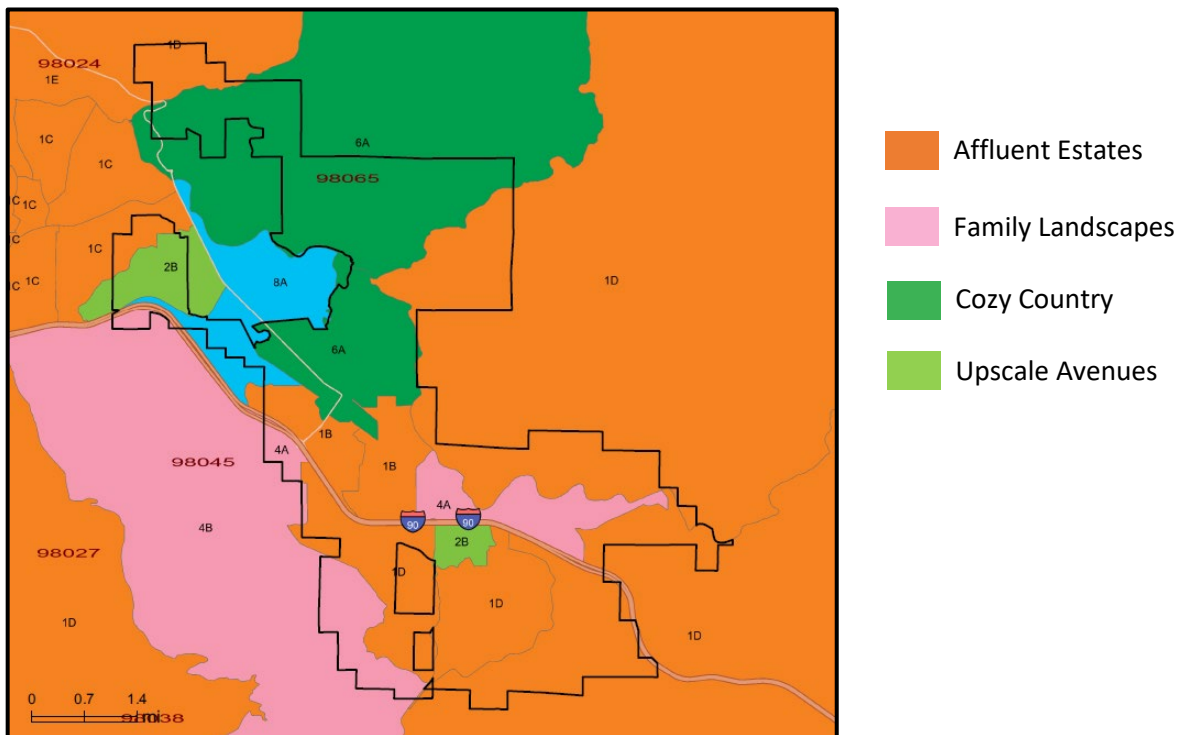 1D
98024
1E
1C
1C
6A
98065
C
1C
1C
2B
C
1C
C
8A
1D
6A
1B
4A
98045
1B
4A
90
90
4B
2B
98027
1D
1D
1D
1D
0 0.7 1.4
mi
Affluent Estates
Family Landscapes
Cozy Country
Upscale Avenues